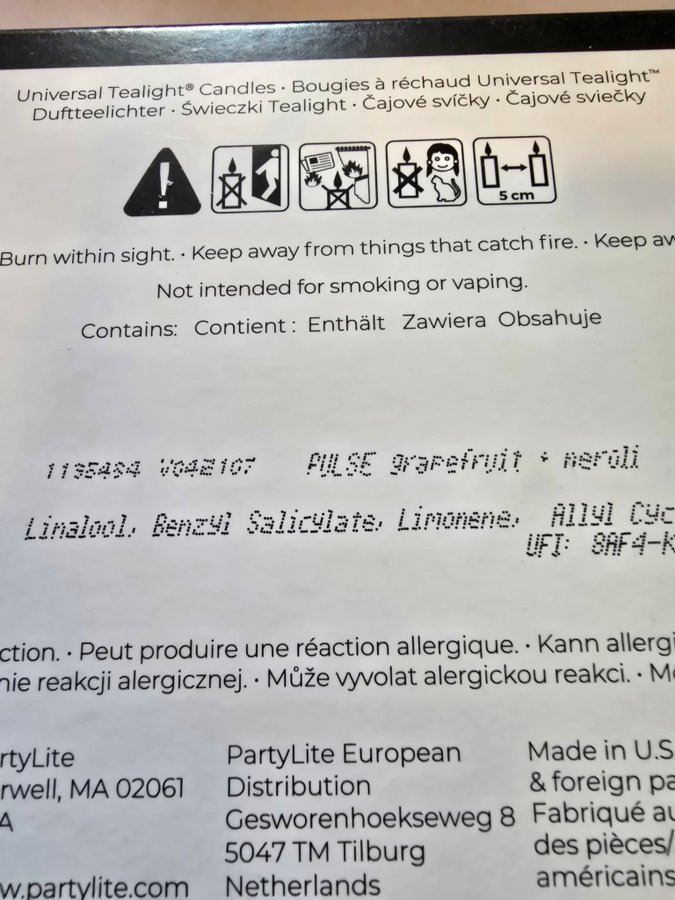 Universal Tealight® Candles · Bougies à réchaud Universal Tealight™
Duftteelichter · Świeczki Tealight · Čajové svíčky · Čajové sviečky
5 cm
Burn within sight. · Keep away from things that catch fire. · Keep aw
Not intended for smoking or vaping.
Contains: Contient : Enthält Zawiera Obsahuje
1195494 V042107 PULSE grapefruit + neroli
Linalool, Benzyl Salicylate, Limonene, Allyl Cyc
UFI: 8AF4-K
ction. · Peut produire une réaction allergique. · Kann allergi
nie reakcji alergicznej. · Může vyvolat alergickou reakci. · Mô
rtyLite
rwell, MA 02061
A
w.partylite.com
PartyLite European
Distribution
Gesworenhoekseweg 8
5047 TM Tilburg
Netherlands
Made in U.S
& foreign pa
Fabriqué au
des pièces/
américains